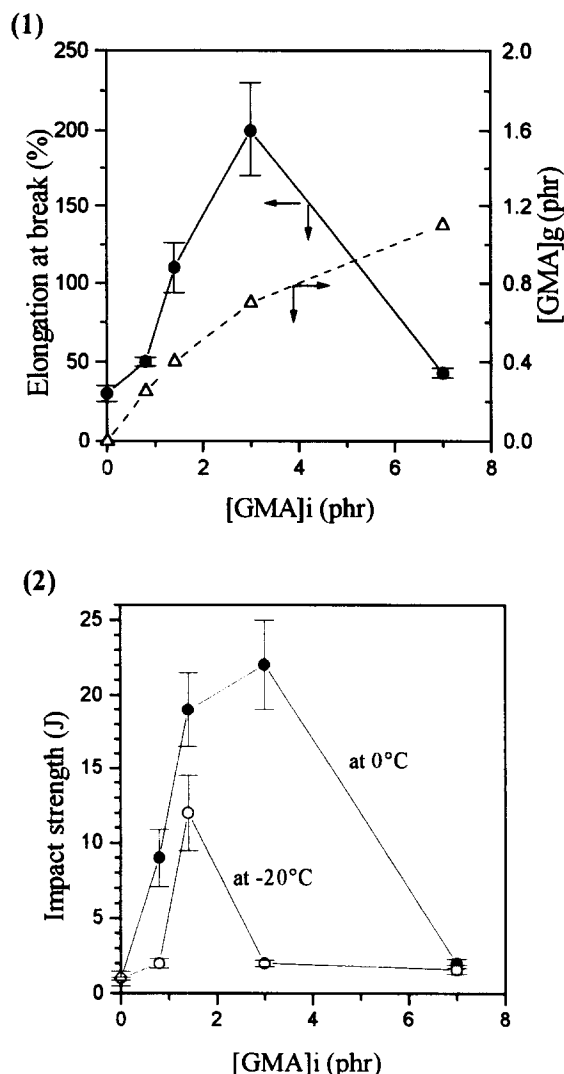 (1)
250
200
150
100
50
0
Elongation at break (%)
2.0
1.6
1.2
0.8
0.4
0.0
[GMA]g (phr)
0 2 4 6 8
[GMA]i (phr)
(2)
25
20
15
10
5
0
Impact strength (J)
at 0°C
at -20°C
0 2 4 6 8
[GMA]i (phr)